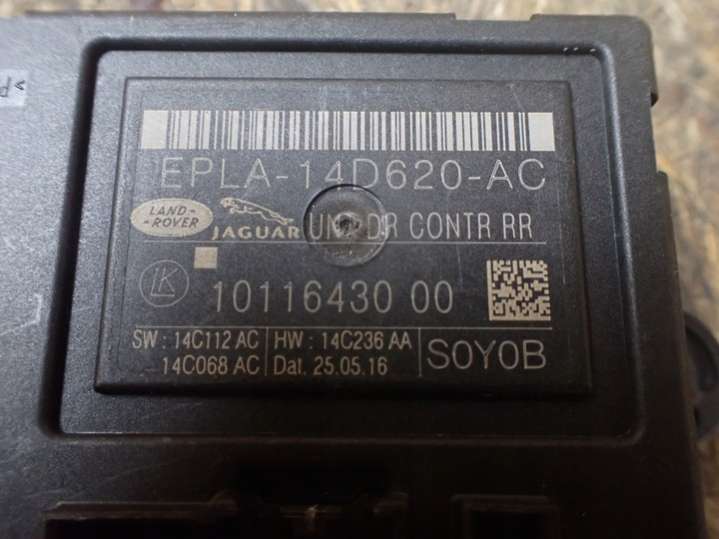 EPLA-14D620-AC
LAND-
-ROVER
JAGUAR
DR CONTR RR
LK
10116430 00
SW : 14C112 AC
14C068 AC
HW : 14C236 AA
Dat. 25.05.16
S0Y0B